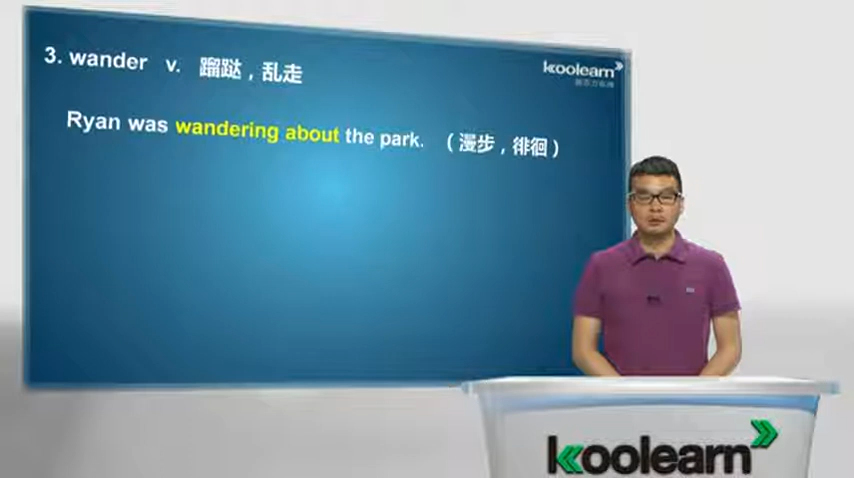 3. wander v. 蹓跶，乱走
koolearn
Ryan was wandering about the park. （漫步，徘徊）
koolearn